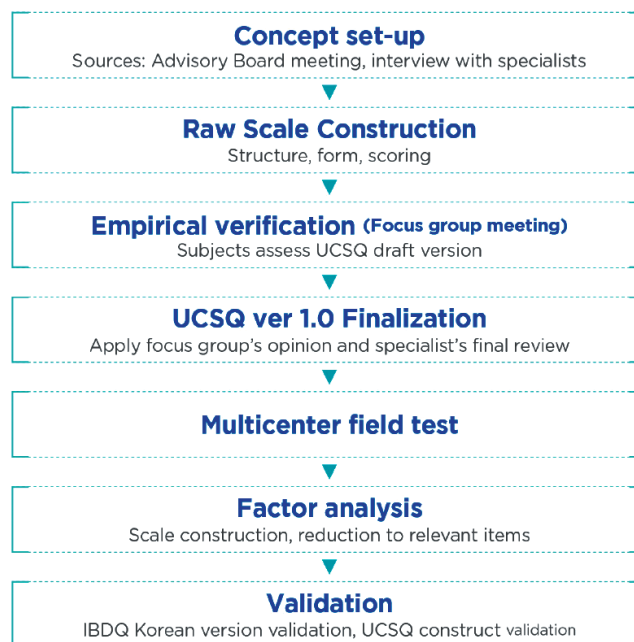 Concept set-up
Sources: Advisory Board meeting, interview with specialists
Raw Scale Construction
Structure, form, scoring
Empirical verification (Focus group meeting)
Subjects assess UCSQ draft version
UCSQ ver 1.0 Finalization
Apply focus group's opinion and specialist's final review
Multicenter field test
Factor analysis
Scale construction, reduction to relevant items
Validation
IBDQ Korean version validation, UCSQ construct validation